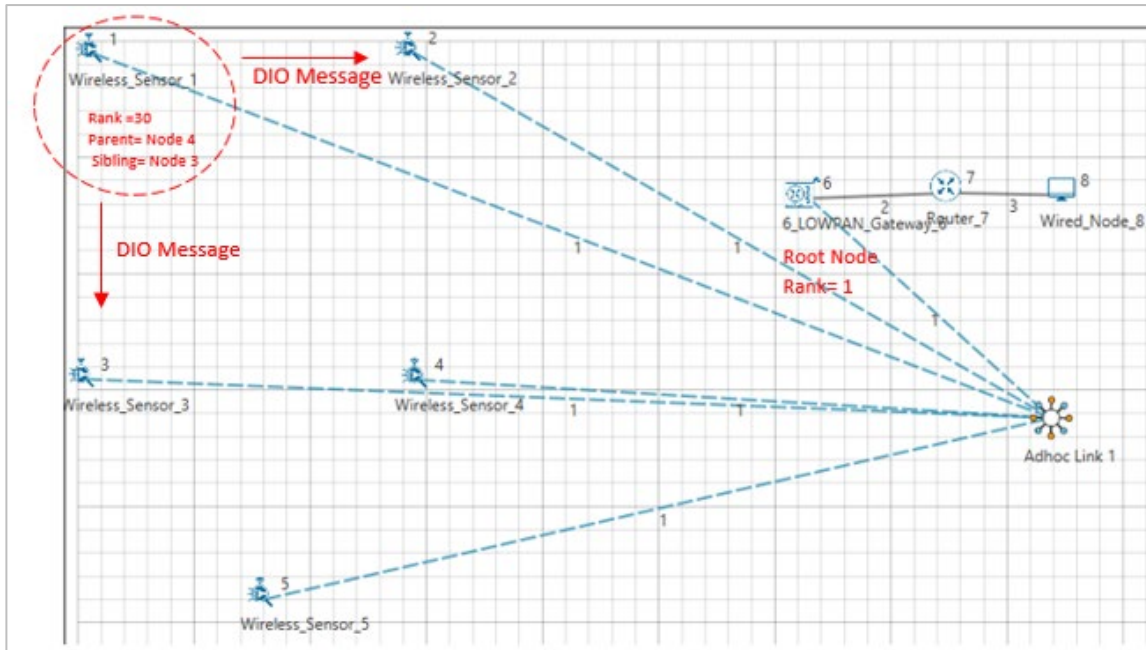 1
Wireless_Sensor_1
DIO Message
2
Wireless_Sensor_2
Rank =30
Parent= Node 4
Sibling= Node 3
DIO Message
6
6_LOWPAN_Gateway_6
2
7
Router_7
3
8
Wired_Node_8
Root Node
Rank= 1
1
1
1
3
Wireless_Sensor_3
4
Wireless_Sensor_4
1
1
Adhoc Link 1
1
5
Wireless_Sensor_5